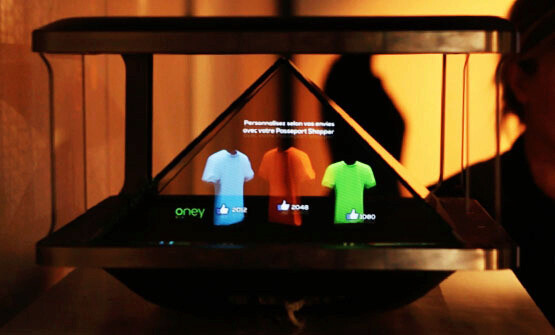 Personnalisez selon vos envies
avec votre Passeport Shopper
oney
2012
2048
1080